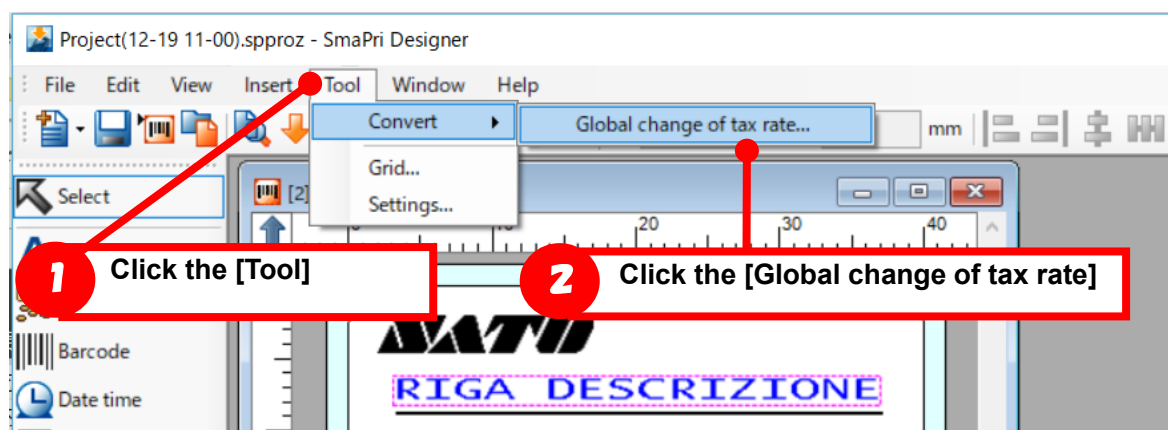 Project(12-19 11-00).spproz - SmaPri Designer
File Edit View Insert Tool Window Help
Convert Global change of tax rate... mm
Grid...
Select [2]
Settings...
20 30 40
1 Click the [Tool] 2 Click the [Global change of tax rate]
SATO
Barcode
RIGA DESCRIZIONE
Date time